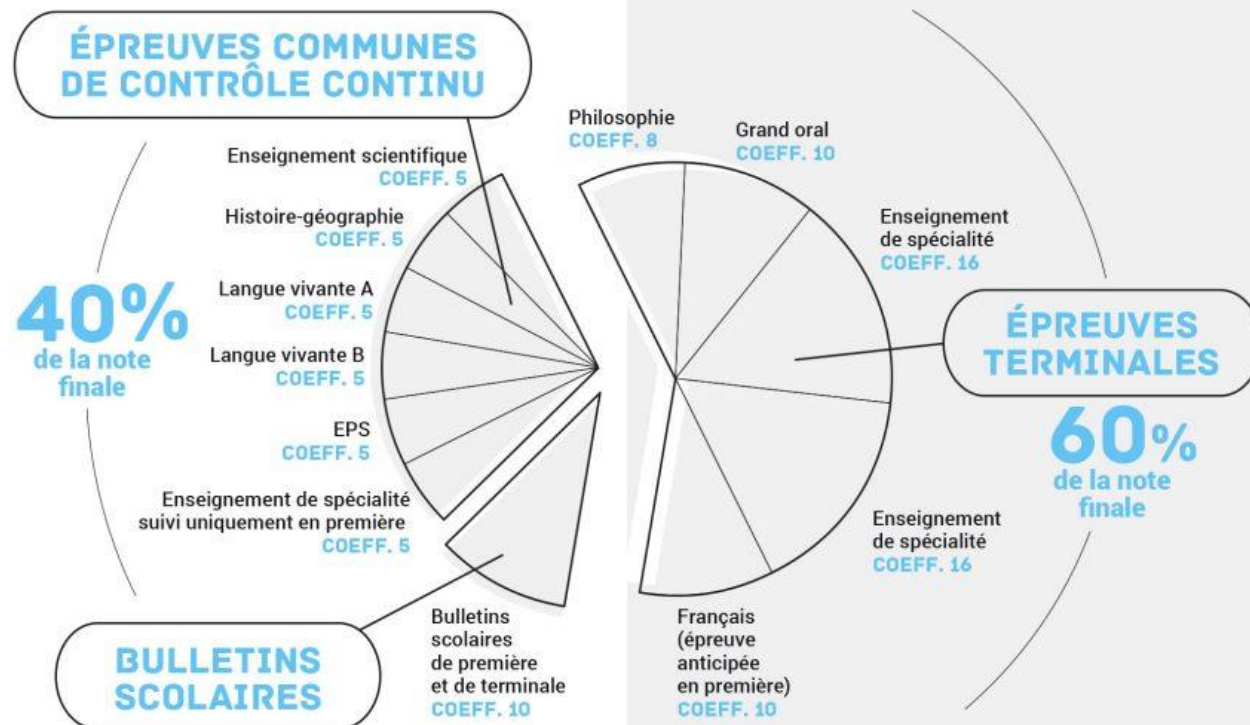 ÉPREUVES COMMUNES
DE CONTRÔLE CONTINU
Enseignement scientifique
COEFF. 5
Histoire-géographie
COEFF. 5
Langue vivante A
COEFF. 5
Langue vivante B
COEFF. 5
EPS
COEFF. 5
Enseignement de spécialité
suivi uniquement en première
COEFF. 5
40%
de la note
finale
BULLETINS
SCOLAIRES
Bulletins
scolaires
de première
et de terminale
COEFF. 10
Philosophie
COEFF. 8
Grand oral
COEFF. 10
Enseignement
de spécialité
COEFF. 16
ÉPREUVES
TERMINALES
60%
de la note
finale
Enseignement
de spécialité
COEFF. 16
Français
(épreuve
anticipée
en première)
COEFF. 10